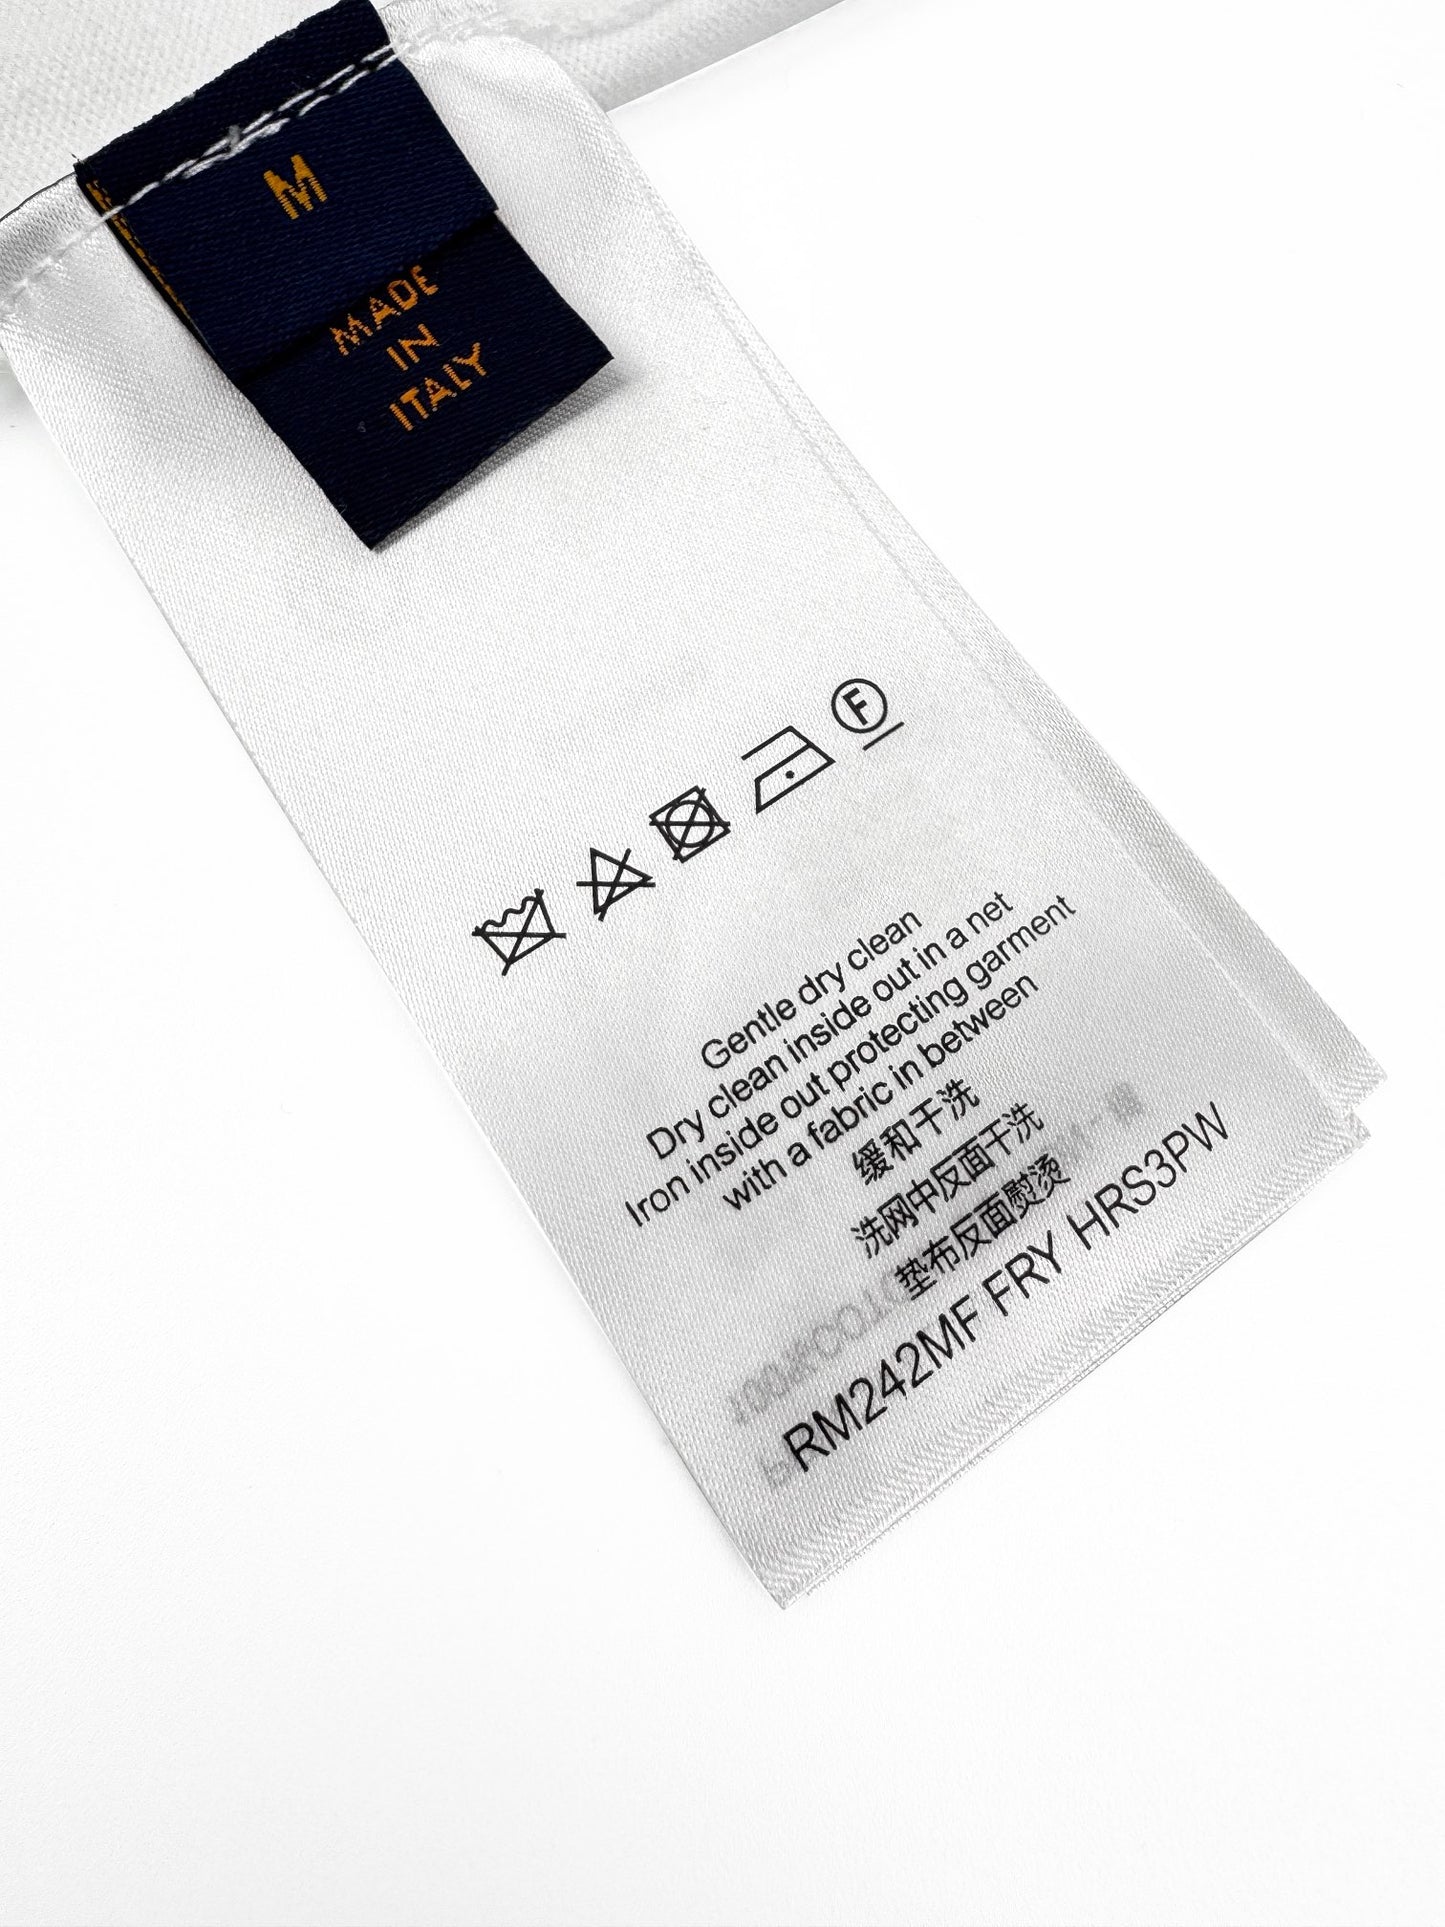 M
MADE
IN
ITALY
F
Gentle dry clean
Dry clean inside out in a net
Iron inside out protecting garment
with a fabric in between
缓和干洗
洗网中反面干洗
垫布反面熨烫
RM242MF FRY HRS3PW